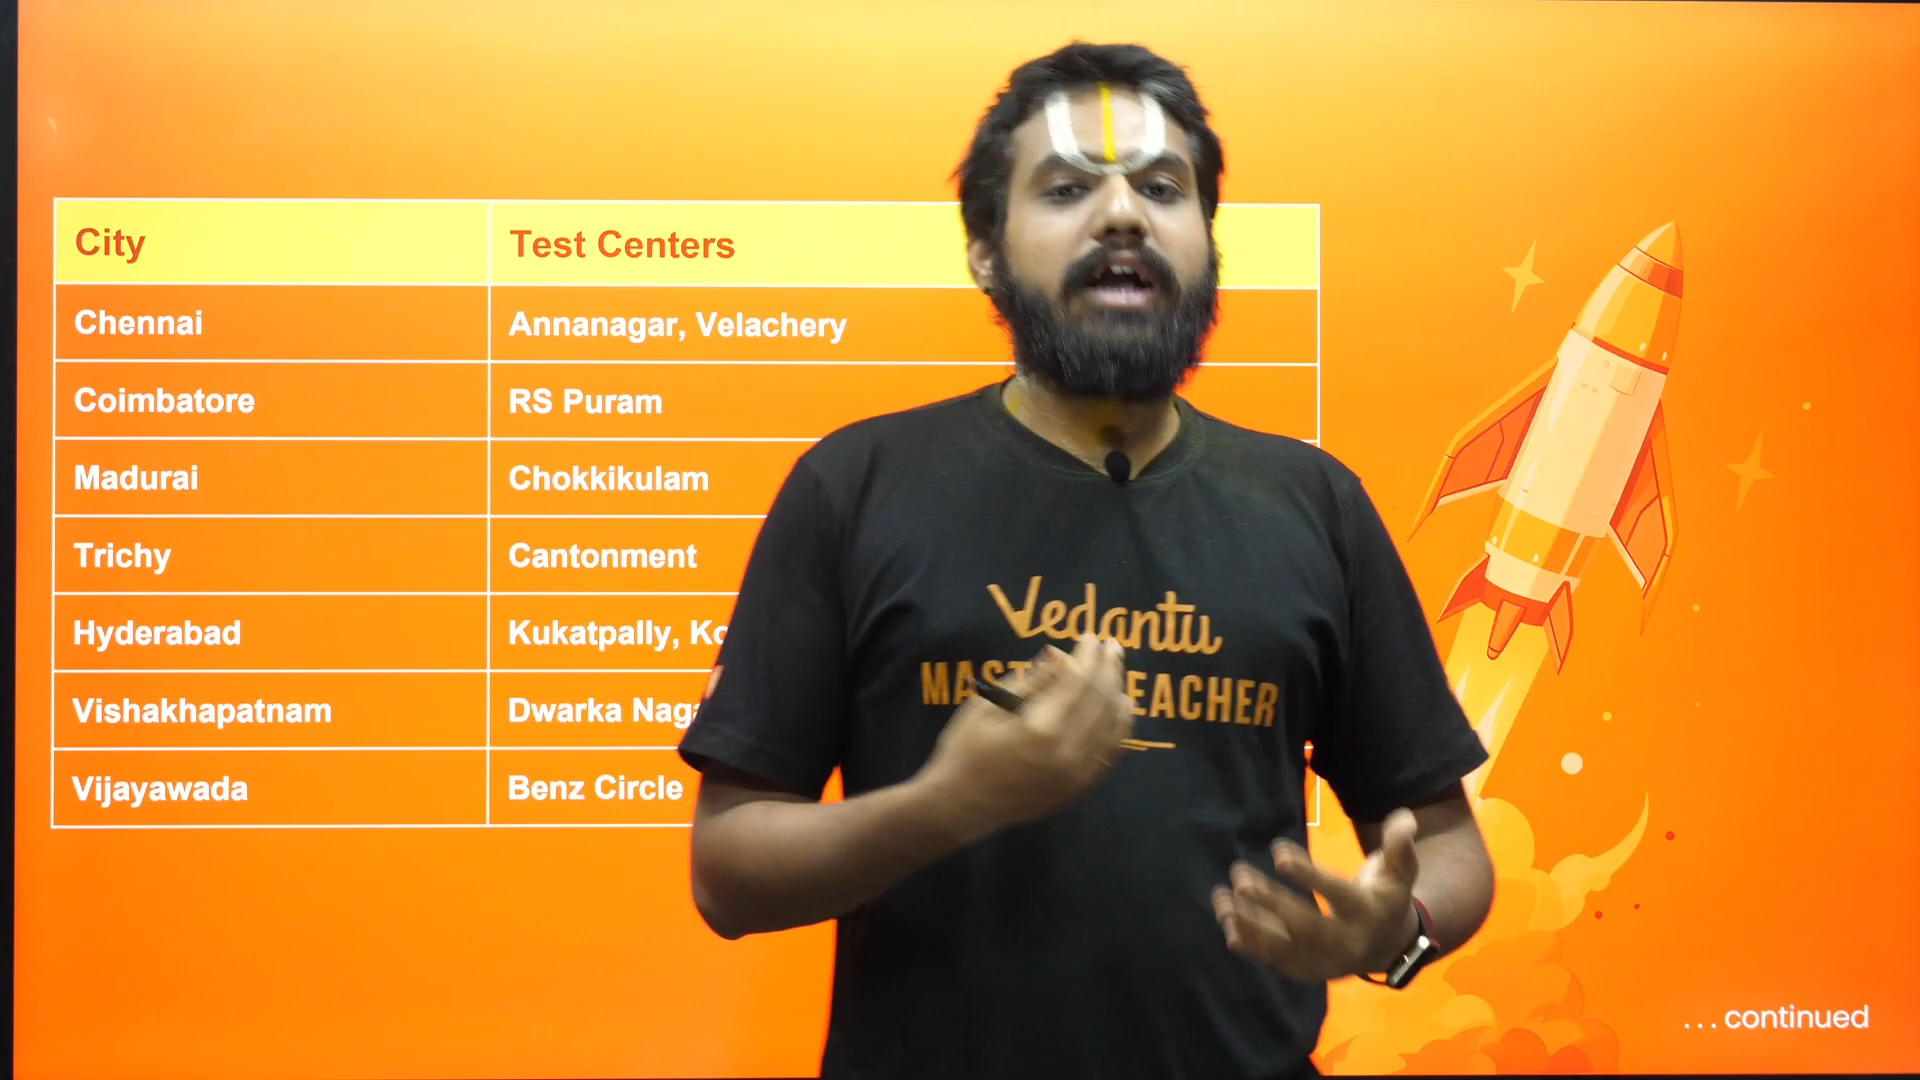 City Test Centers
Chennai Annanagar, Velachery
Coimbatore RS Puram
Madurai Chokkikulam
Trichy Cantonment
Hyderabad Kukatpally,
Vishakhapatnam Dwarka
Vijayawada Benz Circle
Vedantu
...continued